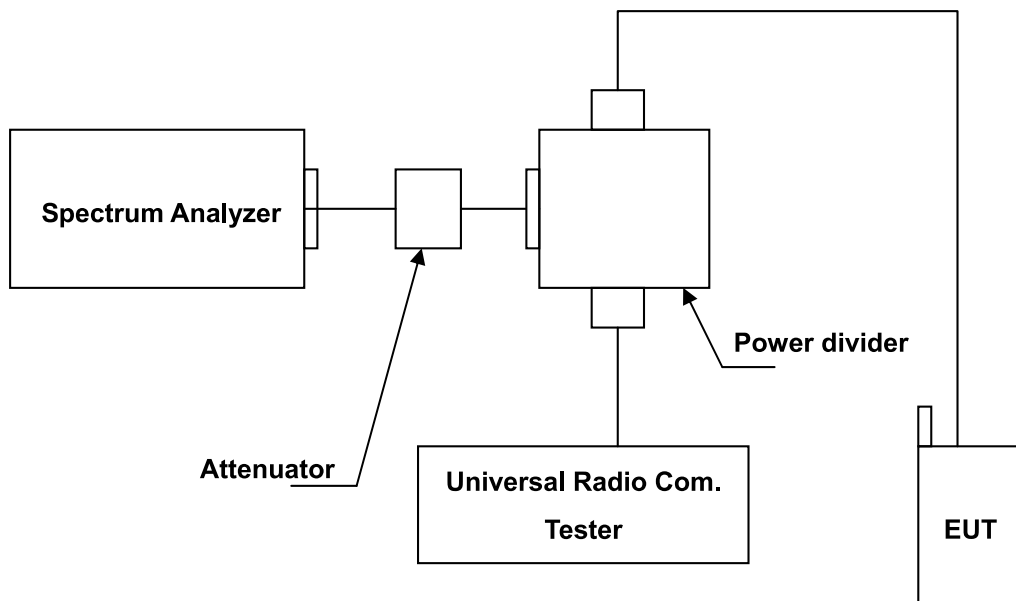 Spectrum Analyzer
Power divider
Attenuator
Universal Radio Com.
Tester
EUT